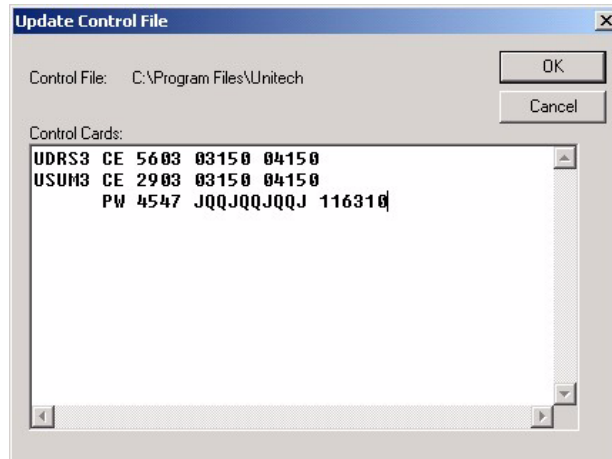 Update Control File
Control File: C:\Program Files\Unitech
OK
Cancel
Control Cards:
UDRS3 CE 5603 03150 04150
USUM3 CE 2903 03150 04150
PW 4547 JQQJQQJQQJ 116310